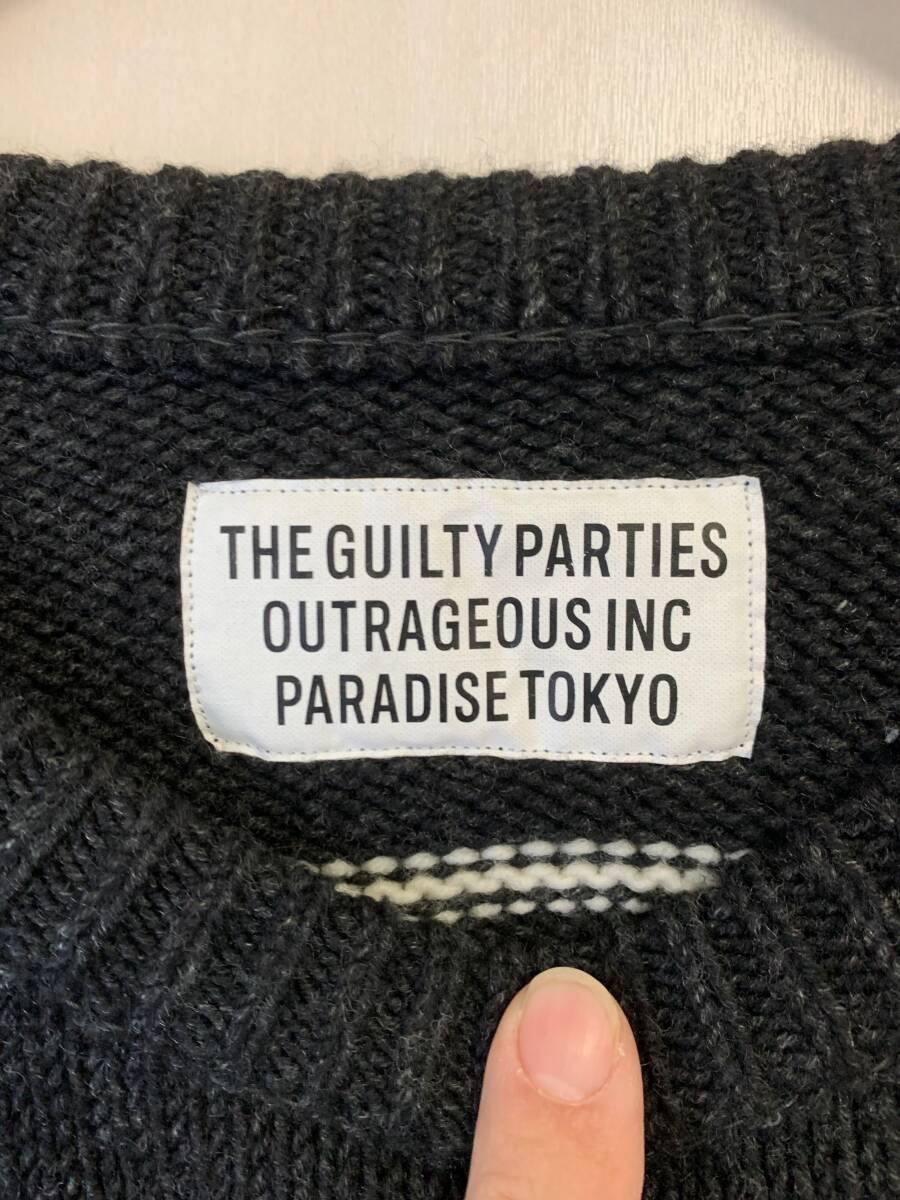 THE GUILTY PARTIES
OUTRAGEOUS INC
PARADISE TOKYO